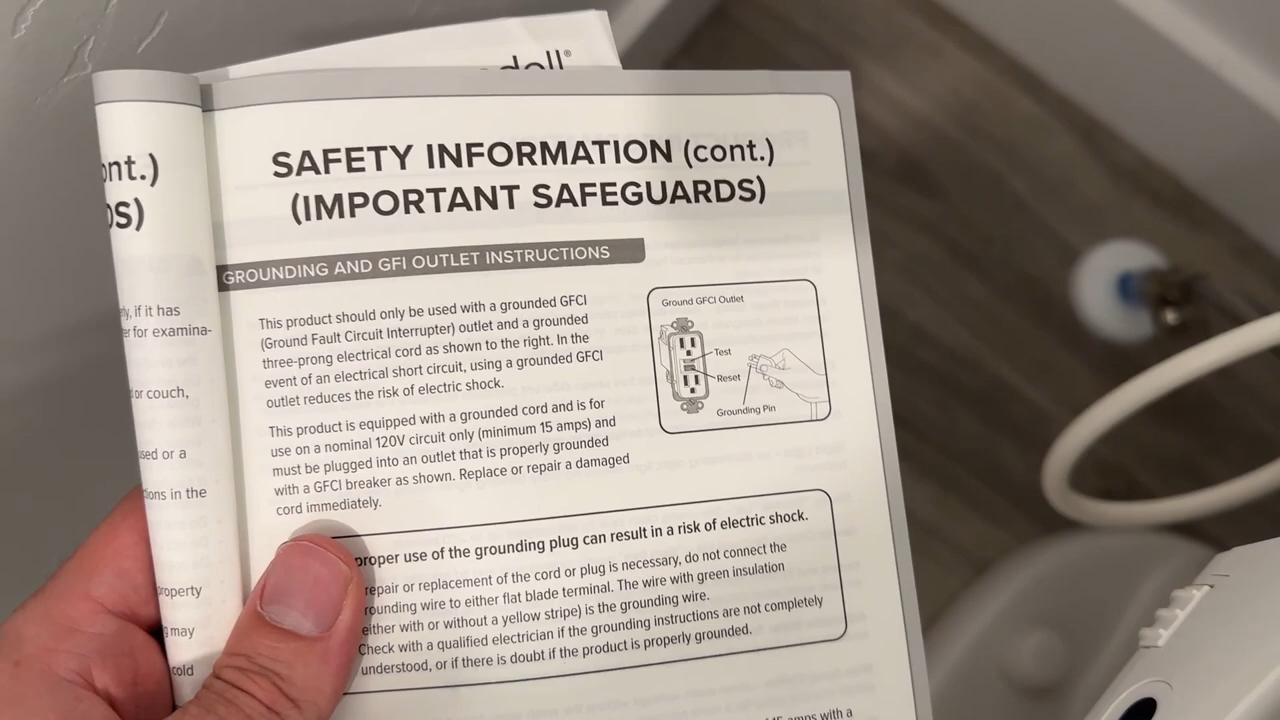 SAFETY INFORMATION (cont.)
(IMPORTANT SAFEGUARDS)
GROUNDING AND GFI OUTLET INSTRUCTIONS
This product should only be used with a grounded GFCI
(Ground Fault Circuit Interrupter) outlet and a grounded
three-prong electrical cord as shown to the right. In the
event of an electrical short circuit, using a grounded GFCI
outlet reduces the risk of electric shock.
This product is equipped with a grounded cord and is for
use on a nominal 120V circuit only (minimum 15 amps) and
must be plugged into an outlet that is properly grounded
with a GFCI breaker as shown. Replace or repair a damaged
cord immediately.
Ground GFCI Outlet
Test
Reset
Grounding Pin
proper use of the grounding plug can result in a risk of electric shock.
repair or replacement of the cord or plug is necessary, do not connect the
rounding wire to either flat blade terminal. The wire with green insulation
either with or without a yellow stripe) is the grounding wire.
Check with a qualified electrician if the grounding instructions are not completely
understood, or if there is doubt if the product is properly grounded.
amps with a
ont.)
if it has
for examina-
or couch,
or a
in the
may
cold